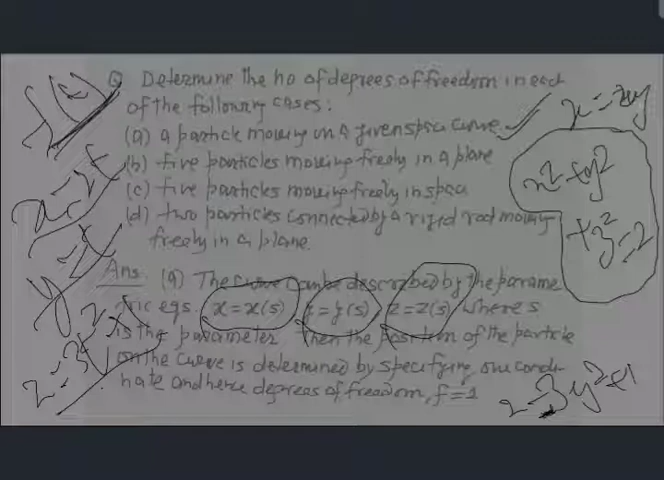 Q Determine the no of degrees of freedom in each
of the following cases:
(a) a particle moving on a given space curve
(b) five particles moving freely in a plane
(c) five particles moving freely in space
(d) two particles connected by a rigid rod moving
freely in a plane.
Ans (a) The curve can be described by the parame
tric eqs. x=x(s) y=y(s) z=z(s) where s
is the parameter Then the position of the particle
on the curve is determined by specifying one coordi
nate and hence degrees of freedom, f=1
x²+y²
+z²=2